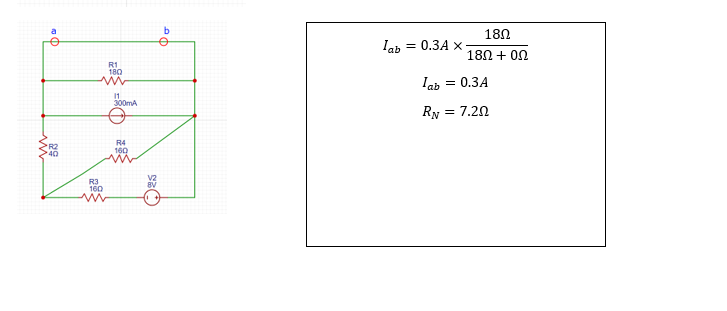 a
b
R1
18Ω
I1
300mA
R2
4Ω
R4
16Ω
R3
16Ω
V2
8V
I_ab = 0.3A × 18Ω / (18Ω + 0Ω)
I_ab = 0.3A
R_N = 7.2Ω